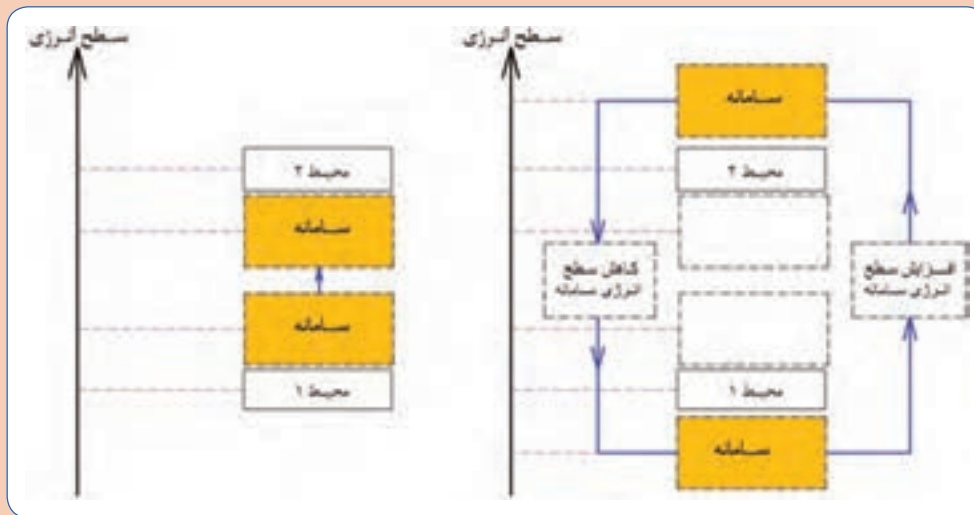 سطح انرژی
سامانه
محیط ۲
کاهش سطح
انرژی سامانه
افزایش سطح
انرژی سامانه
محیط ۱
سامانه
سطح انرژی
محیط ۲
سامانه
سامانه
محیط ۱